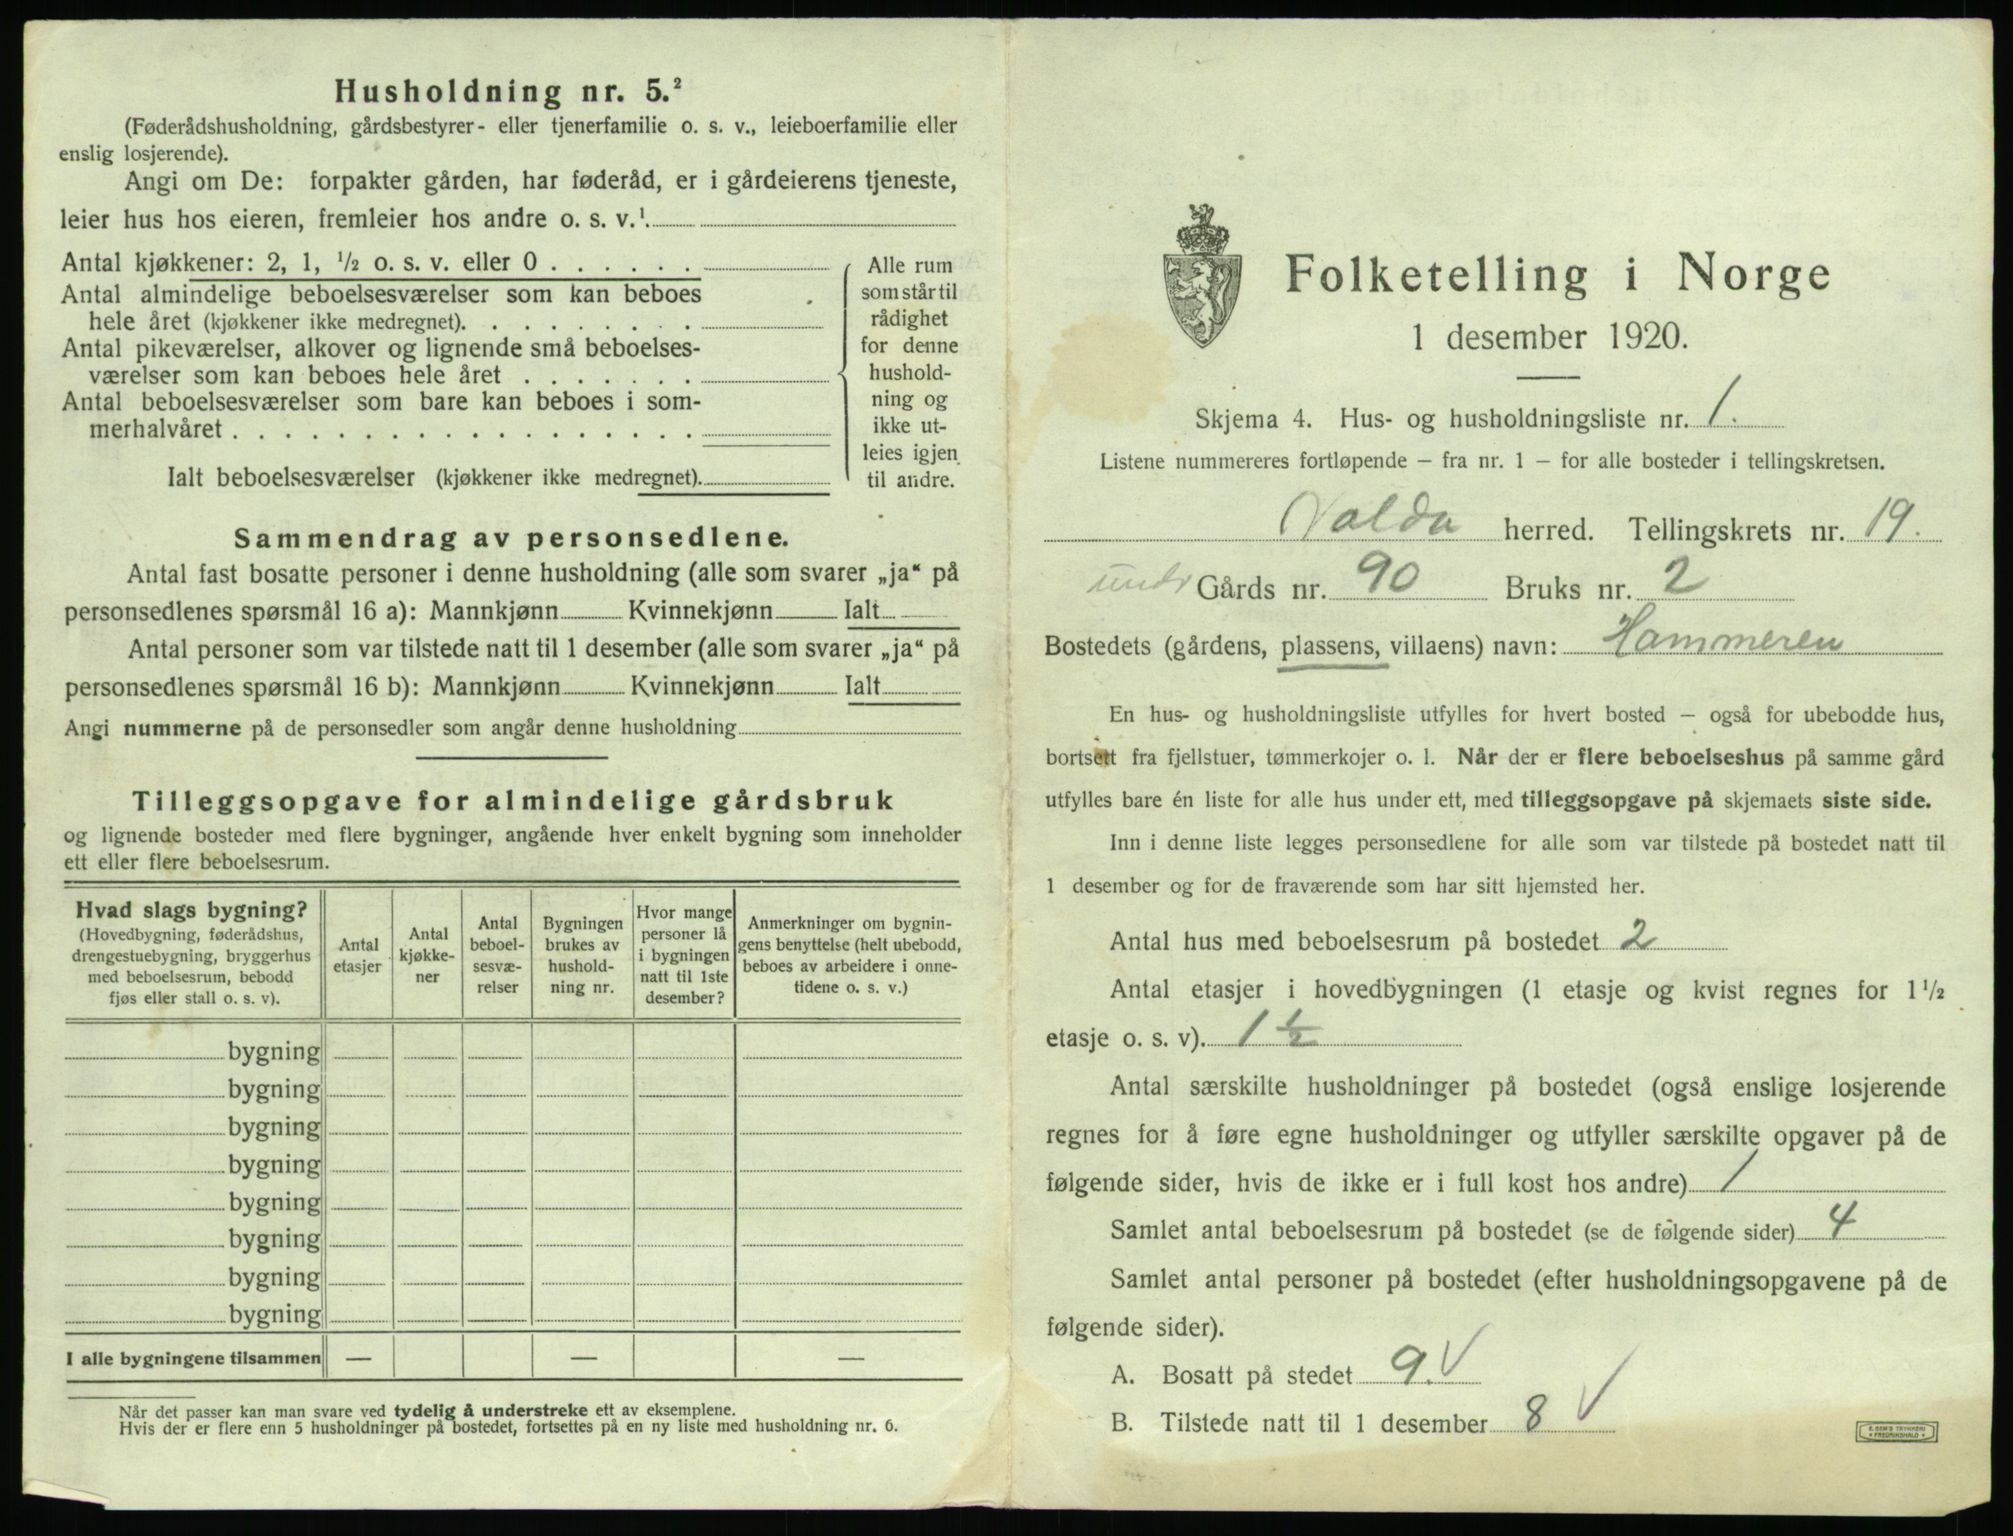 Husholdning nr. 5.²
(Føderådshusholdning, gårdsbestyrer- eller tjenerfamilie o. s. v., leieboerfamilie eller
enslig losjerende).
Angi om De: forpakter gården, har føderåd, er i gårdeierens tjeneste,
leier hus hos eieren, fremleier hos andre o. s. v.¹.
Antal kjøkkener: 2, 1, ½ o. s. v. eller 0 . . . . . .
Antal almindelige beboelsesværelser som kan beboes
hele året (kjøkkener ikke medregnet). . . . . . . . .
Antal pikeværelser, alkover og lignende små beboelses-
værelser som kan beboes hele året . . . . . . .
Antal beboelsesværelser som bare kan beboes i som-
merhalvåret . . . . . . . . . . . . . . . . . .
Alle rum
som står til
rådighet
for denne
hushold-
ning og
ikke ut-
leies igjen
til andre.
Ialt beboelsesværelser (kjøkkener ikke medregnet).
Sammendrag av personsedlene.
Antal fast bosatte personer i denne husholdning (alle som svarer „ja“ på
personsedlenes spørsmål 16 a): Mannkjønn Kvinnekjønn Ialt
Antal personer som var tilstede natt til 1 desember (alle som svarer „ja“ på
personsedlenes spørsmål 16 b): Mannkjønn Kvinnekjønn Ialt
Angi nummerne på de personsedler som angår denne husholdning
Tilleggsopgave for almindelige gårdsbruk
og lignende bosteder med flere bygninger, angående hver enkelt bygning som inneholder
ett eller flere beboelsesrum.
Hvad slags bygning?
(Hovedbygning, føderådshus,
drengestuebygning, bryggerhus
med beboelsesrum, bebodd
fjøs eller stall o. s. v).
Antal
etasjer
Antal
kjøkke-
ner
Antal
beboel-
sesvæ-
relser
Bygningen
brukes av
hushold-
ning nr.
Hvor mange
personer lå
i bygningen
natt til 1ste
desember?
Anmerkninger om bygnin-
gens benyttelse (helt ubebodd,
beboes av arbeidere i onne-
tidene o. s. v.)
bygning
bygning
bygning
bygning
bygning
bygning
bygning
bygning
I alle bygningene tilsammen — — —
Når det passer kan man svare ved tydelig å understreke ett av eksemplene.
Hvis der er flere enn 5 husholdninger på bostedet, fortsettes på en ny liste med husholdning nr. 6.
Folketelling i Norge
1 desember 1920.
Skjema 4. Hus- og husholdningsliste nr. 1.
Listene nummereres fortløpende – fra nr. 1 – for alle bosteder i tellingskretsen.
Volda herred. Tellingskrets nr. 19.
undr Gårds nr. 90 Bruks nr. 2
Bostedets (gårdens, plassens, villaens) navn: Hammeren
En hus- og husholdningsliste utfylles for hvert bosted – også for ubebodde hus,
bortsett fra fjellstuer, tømmerkojer o. l. Når der er flere beboelseshus på samme gård
utfylles bare én liste for alle hus under ett, med tilleggsopgave på skjemaets siste side.
Inn i denne liste legges personsedlene for alle som var tilstede på bostedet natt til
1 desember og for de fraværende som har sitt hjemsted her.
Antal hus med beboelsesrum på bostedet 2
Antal etasjer i hovedbygningen (1 etasje og kvist regnes for 1½
etasje o. s. v). 1 ½
Antal særskilte husholdninger på bostedet (også enslige losjerende
regnes for å føre egne husholdninger og utfyller særskilte opgaver på de
følgende sider, hvis de ikke er i full kost hos andre) 1
Samlet antal beboelsesrum på bostedet (se de følgende sider) 4
Samlet antal personer på bostedet (efter husholdningsopgavene på de
følgende sider).
A. Bosatt på stedet 9. V
B. Tilstede natt til 1 desember 8 V
E. SEM'S TRYKKERI
• FREDRIKSHALD •